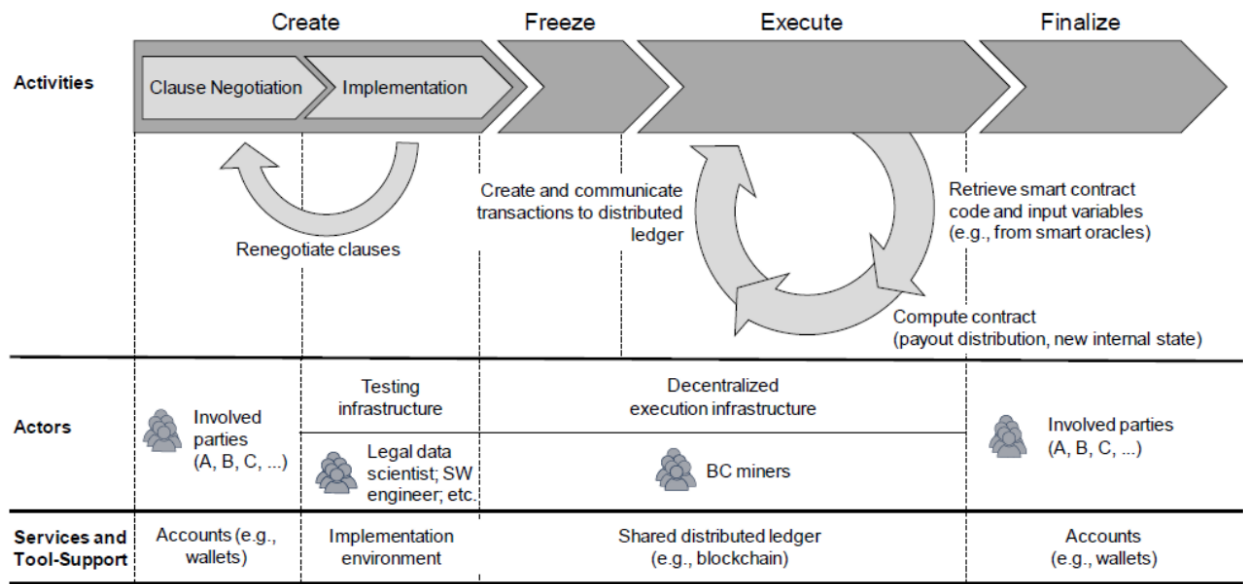 Create
Freeze
Execute
Finalize
Activities
Clause Negotiation
Implementation
Renegotiate clauses
Create and communicate
transactions to distributed
ledger
Retrieve smart contract
code and input variables
(e.g., from smart oracles)
Compute contract
(payout distribution, new internal state)
Actors
Involved
parties
(A, B, C, ...)
Testing
infrastructure
Legal data
scientist; SW
engineer; etc.
Decentralized
execution infrastructure
BC miners
Involved parties
(A, B, C, ...)
Services and
Tool-Support
Accounts (e.g.,
wallets)
Implementation
environment
Shared distributed ledger
(e.g., blockchain)
Accounts
(e.g., wallets)